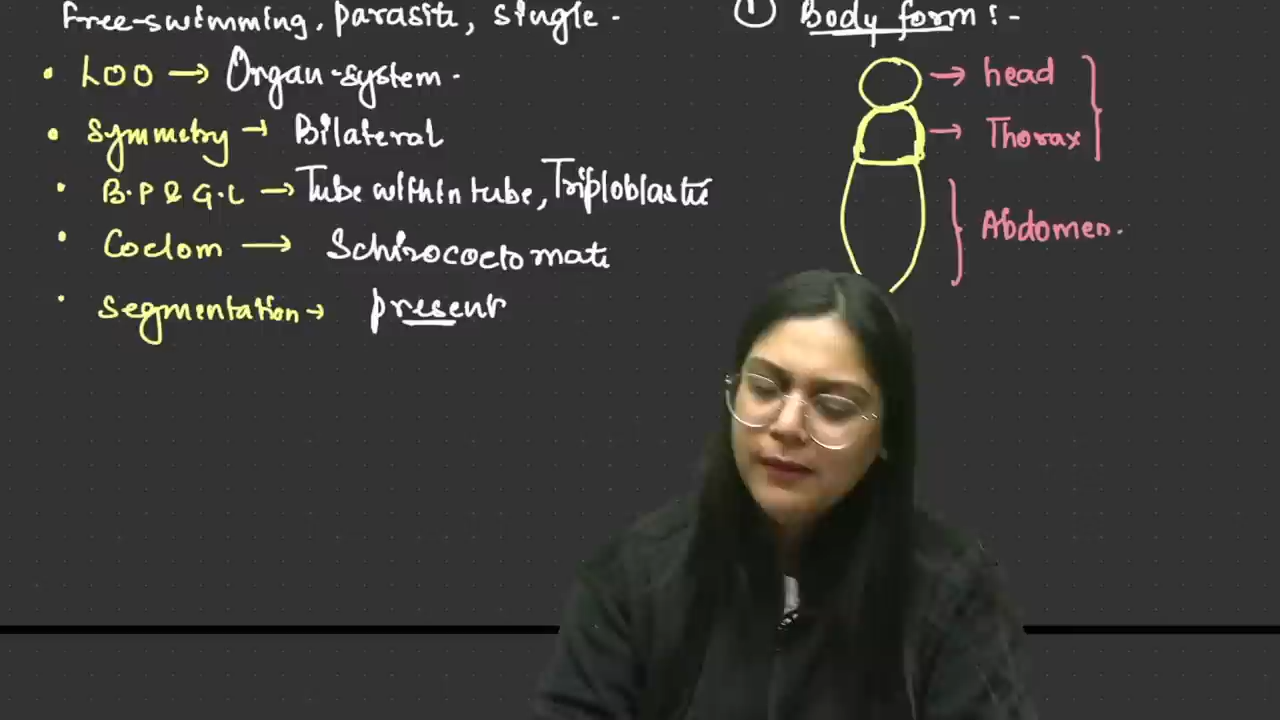 Free-swimming, parasite, single -
• LOO → Organ-system.
• Symmetry → Bilateral
• B.P & G.L → Tube within tube, Triploblastic
• Coelom → Schizocoelomate
• Segmentation → present
① Body form :-
→ head
→ Thorax
Abdomen.